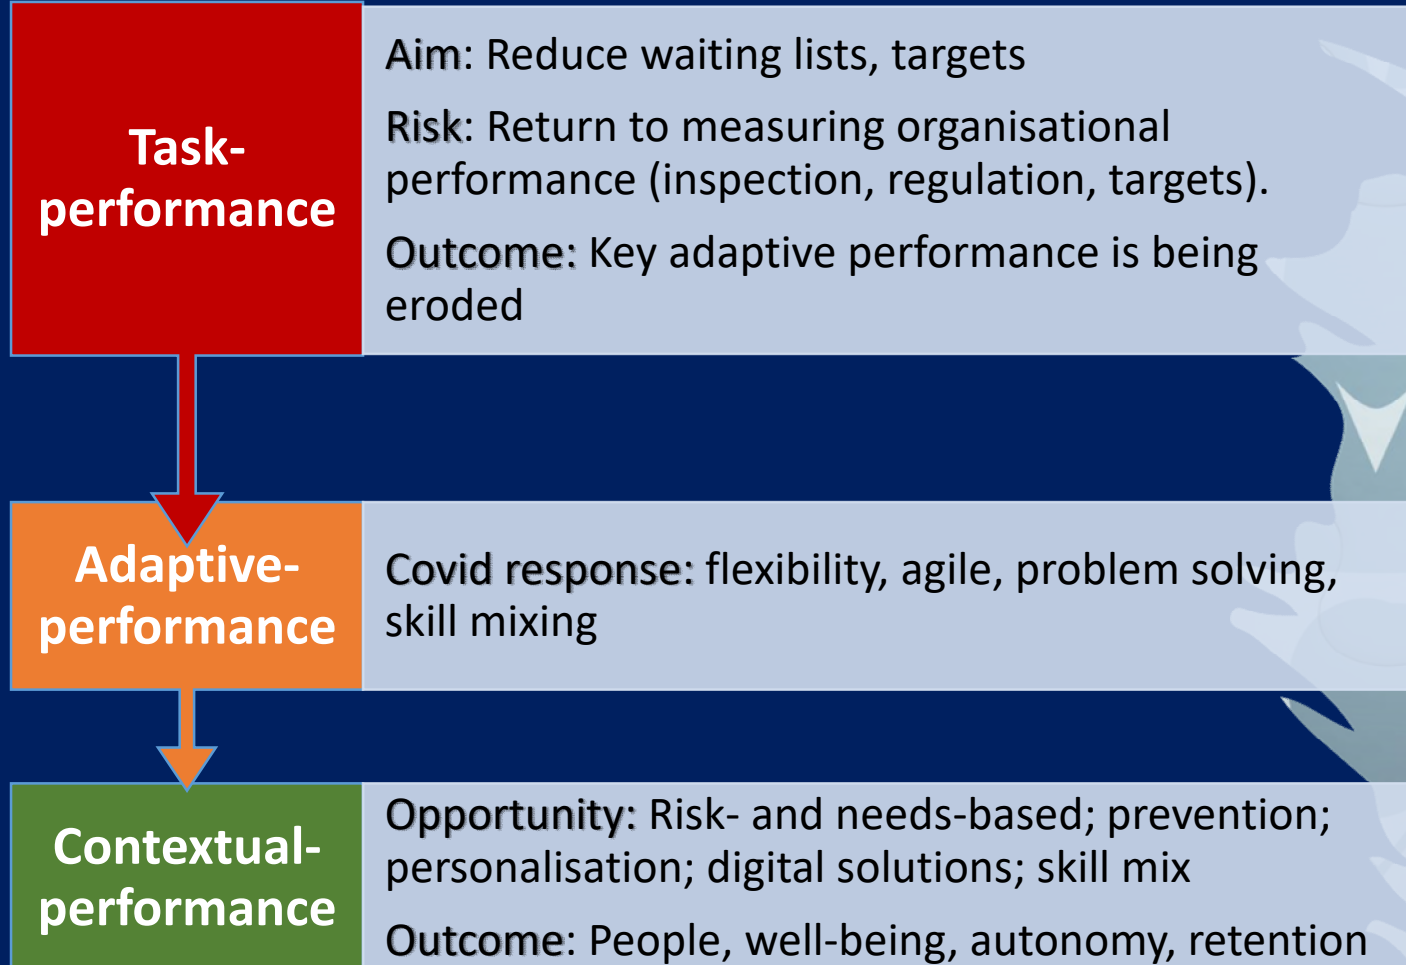 Task-
performance
Aim: Reduce waiting lists, targets
Risk: Return to measuring organisational
performance (inspection, regulation, targets).
Outcome: Key adaptive performance is being
eroded
Adaptive-
performance
Covid response: flexibility, agile, problem solving,
skill mixing
Contextual-
performance
Opportunity: Risk- and needs-based; prevention;
personalisation; digital solutions; skill mix
Outcome: People, well-being, autonomy, retention